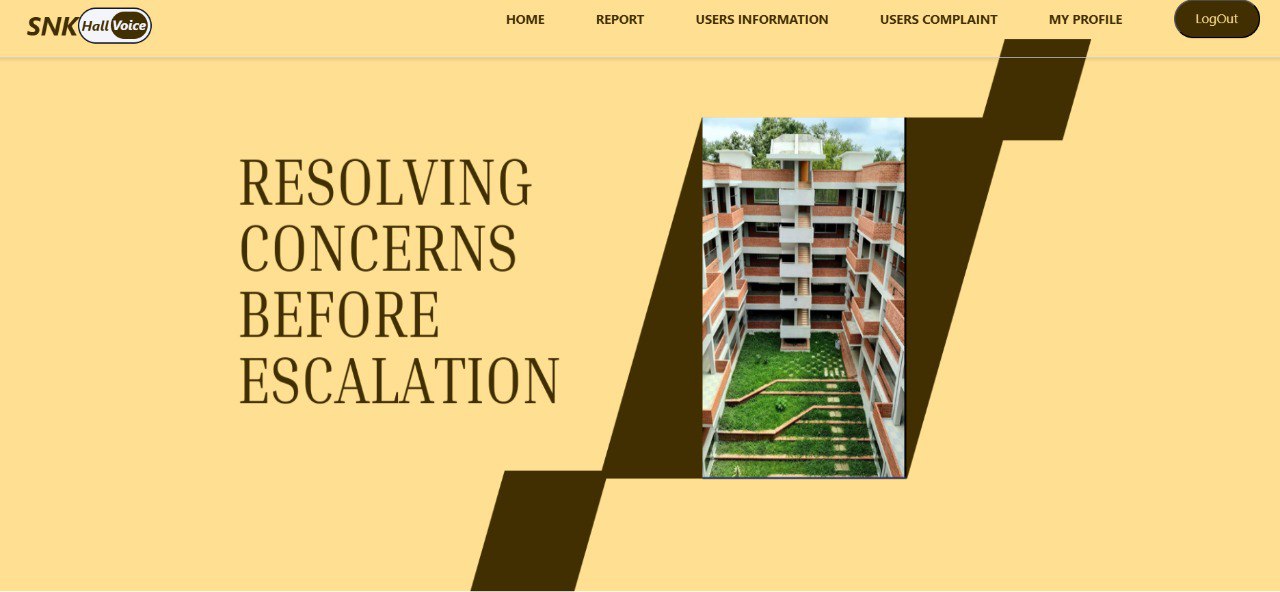 SNK Hall Voice
HOME REPORT USERS INFORMATION USERS COMPLAINT MY PROFILE LogOut
RESOLVING
CONCERNS
BEFORE
ESCALATION